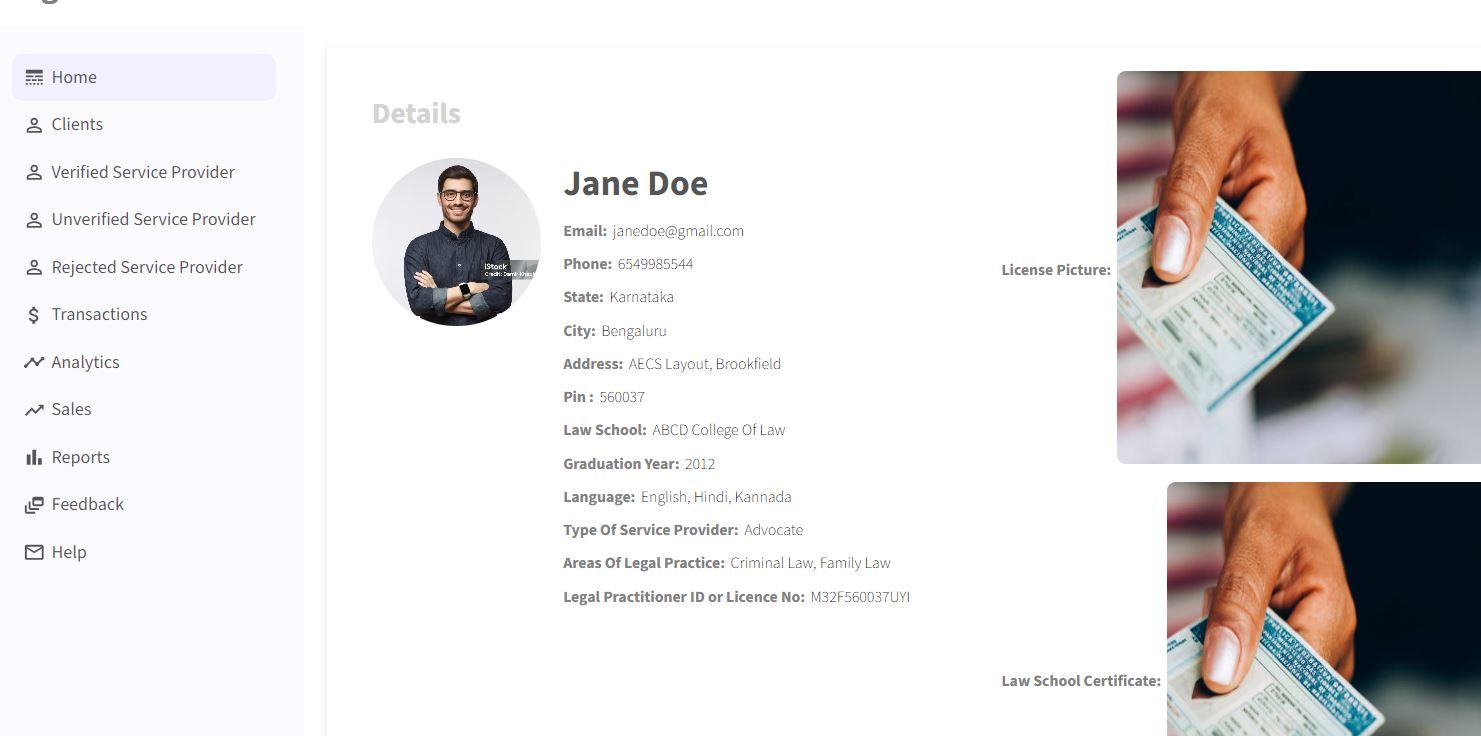 Home
Clients
Verified Service Provider
Unverified Service Provider
Rejected Service Provider
Transactions
Analytics
Sales
Reports
Feedback
Help
Details
iStock
Jane Doe
Email: janedoe@gmail.com
Phone: 6549985544
State: Karnataka
City: Bengaluru
Address: AECS Layout, Brookfield
Pin : 560037
Law School: ABCD College Of Law
Graduation Year: 2012
Language: English, Hindi, Kannada
Type Of Service Provider: Advocate
Areas Of Legal Practice: Criminal Law, Family Law
Legal Practitioner ID or Licence No: M32F560037UYI
License Picture:
Law School Certificate: